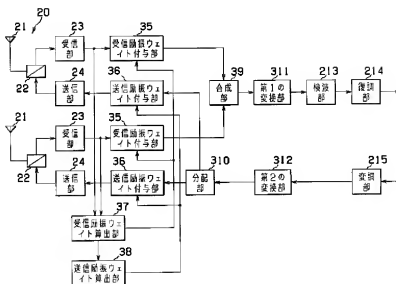 20
21
23
受信部
35
受信励振ウェイト付与部
22
24
送信部
36
送信励振ウェイト付与部
39
合成部
311
第1の変換部
213
検波部
214
復調部
21
23
受信部
35
受信励振ウェイト付与部
22
24
送信部
36
送信励振ウェイト付与部
310
分配部
312
第2の変換部
215
変調部
37
受信励振ウェイト算出部
38
送信励振ウェイト算出部